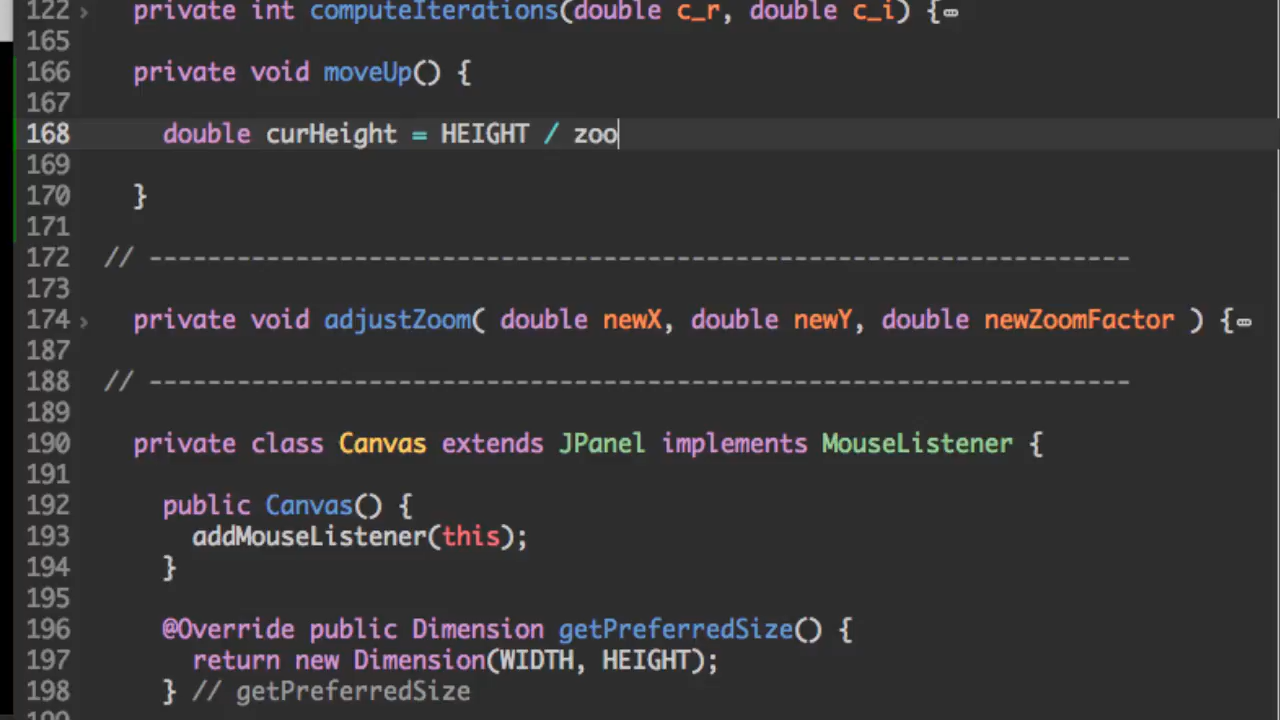 122 private int computeIterations(double c_r, double c_i) {
165
166 private void moveUp() {
167
168 double curHeight = HEIGHT / zoo
169
170 }
171
172 // -------------------------------------------------------------------
173
174 private void adjustZoom( double newX, double newY, double newZoomFactor ) {
187
188 // -------------------------------------------------------------------
189
190 private class Canvas extends JPanel implements MouseListener {
191
192 public Canvas() {
193 addMouseListener(this);
194 }
195
196 @Override public Dimension getPreferredSize() {
197 return new Dimension(WIDTH, HEIGHT);
198 } // getPreferredSize
199